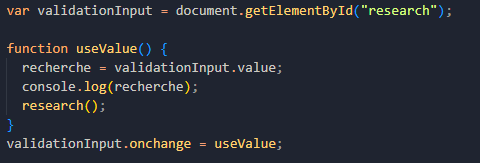 var validationInput = document.getElementById("research");
function useValue() {
recherche = validationInput.value;
console.log(recherche);
research();
}
validationInput.onchange = useValue;